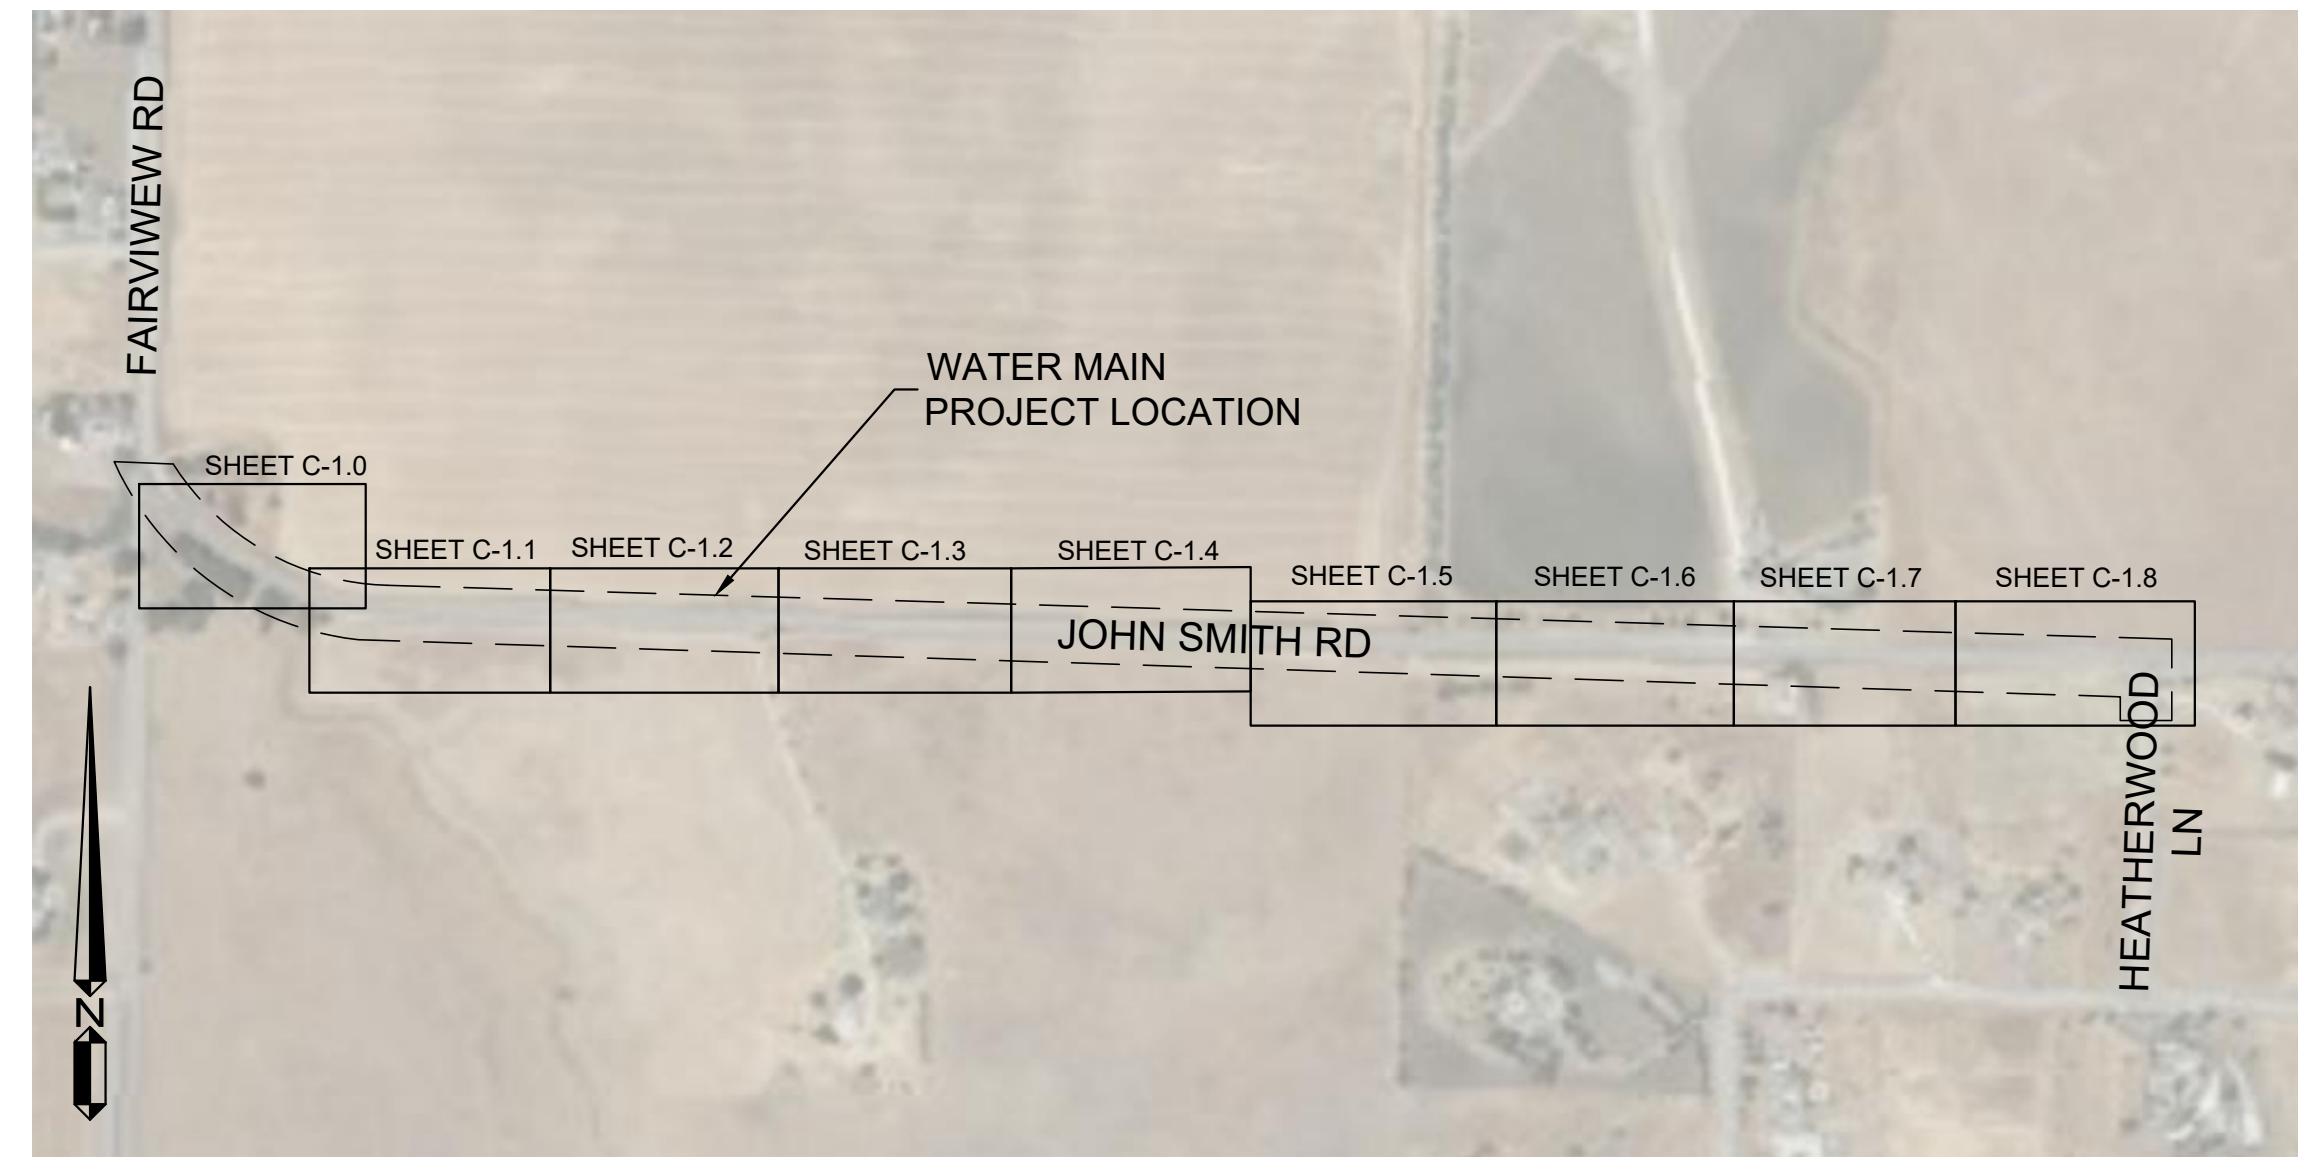 FAIRVIWEW RD
WATER MAIN
PROJECT LOCATION
SHEET C-1.0
SHEET C-1.1
SHEET C-1.2
SHEET C-1.3
SHEET C-1.4
SHEET C-1.5
SHEET C-1.6
SHEET C-1.7
SHEET C-1.8
JOHN SMITH RD
HEATHERWOOD
LN
N